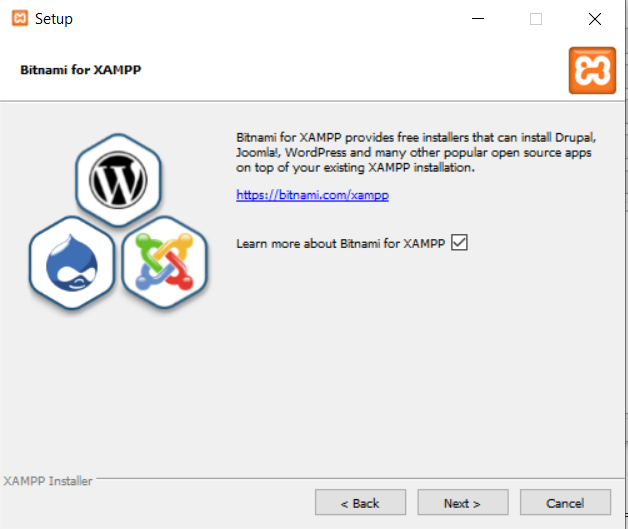 Setup
Bitnami for XAMPP
Bitnami for XAMPP provides free installers that can install Drupal,
Joomla!, WordPress and many other popular open source apps
on top of your existing XAMPP installation.
https://bitnami.com/xampp
Learn more about Bitnami for XAMPP
XAMPP Installer
< Back
Next >
Cancel